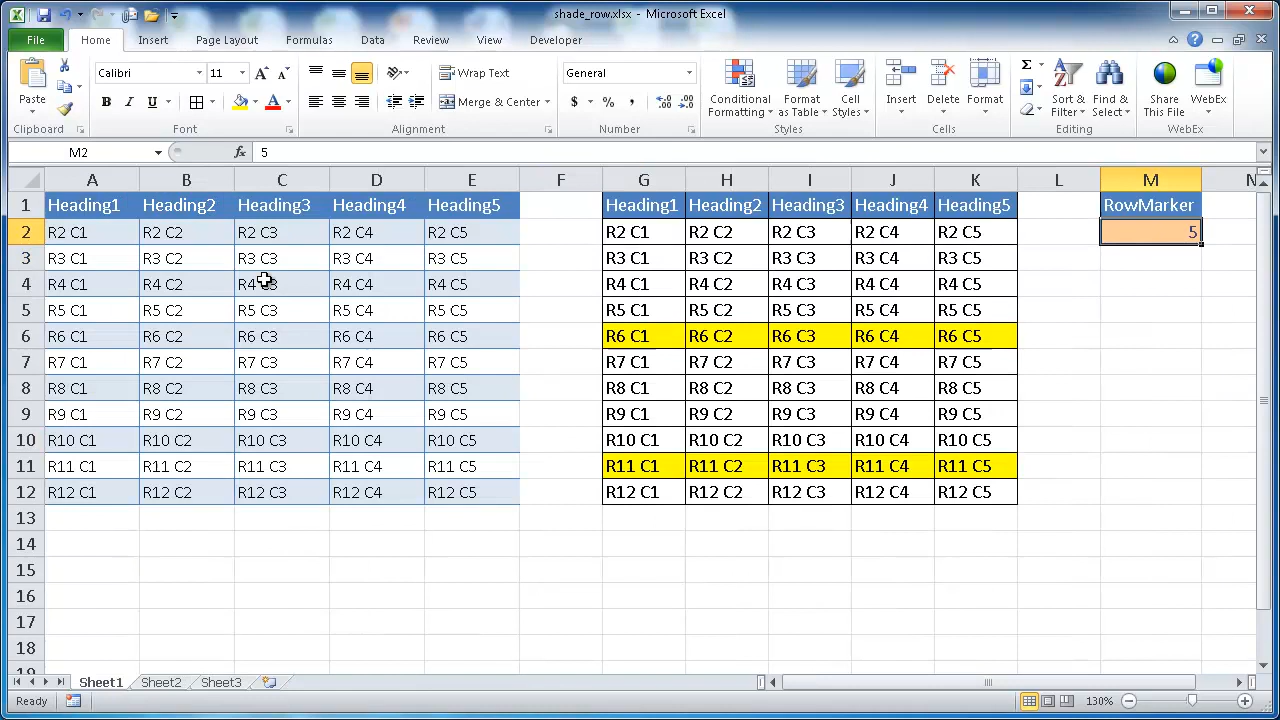 shade_row.xlsx - Microsoft Excel
File Home Insert Page Layout Formulas Data Review View Developer
Calibri 11 Wrap Text General
Paste Merge & Center $ % , Conditional Formatting Format as Table Cell Styles Insert Delete Format Σ Sort & Filter Find & Select Share This File WebEx
B I U A
Clipboard Font Alignment Number Styles Cells Editing WebEx
M2 fx 5
A B C D E F G H I J K L M N
1 Heading1 Heading2 Heading3 Heading4 Heading5 Heading1 Heading2 Heading3 Heading4 Heading5 RowMarker
2 R2 C1 R2 C2 R2 C3 R2 C4 R2 C5 R2 C1 R2 C2 R2 C3 R2 C4 R2 C5 5
3 R3 C1 R3 C2 R3 C3 R3 C4 R3 C5 R3 C1 R3 C2 R3 C3 R3 C4 R3 C5
4 R4 C1 R4 C2 R4 C3 R4 C4 R4 C5 R4 C1 R4 C2 R4 C3 R4 C4 R4 C5
5 R5 C1 R5 C2 R5 C3 R5 C4 R5 C5 R5 C1 R5 C2 R5 C3 R5 C4 R5 C5
6 R6 C1 R6 C2 R6 C3 R6 C4 R6 C5 R6 C1 R6 C2 R6 C3 R6 C4 R6 C5
7 R7 C1 R7 C2 R7 C3 R7 C4 R7 C5 R7 C1 R7 C2 R7 C3 R7 C4 R7 C5
8 R8 C1 R8 C2 R8 C3 R8 C4 R8 C5 R8 C1 R8 C2 R8 C3 R8 C4 R8 C5
9 R9 C1 R9 C2 R9 C3 R9 C4 R9 C5 R9 C1 R9 C2 R9 C3 R9 C4 R9 C5
10 R10 C1 R10 C2 R10 C3 R10 C4 R10 C5 R10 C1 R10 C2 R10 C3 R10 C4 R10 C5
11 R11 C1 R11 C2 R11 C3 R11 C4 R11 C5 R11 C1 R11 C2 R11 C3 R11 C4 R11 C5
12 R12 C1 R12 C2 R12 C3 R12 C4 R12 C5 R12 C1 R12 C2 R12 C3 R12 C4 R12 C5
13
14
15
16
17
18
19
Sheet1 Sheet2 Sheet3
Ready 130%